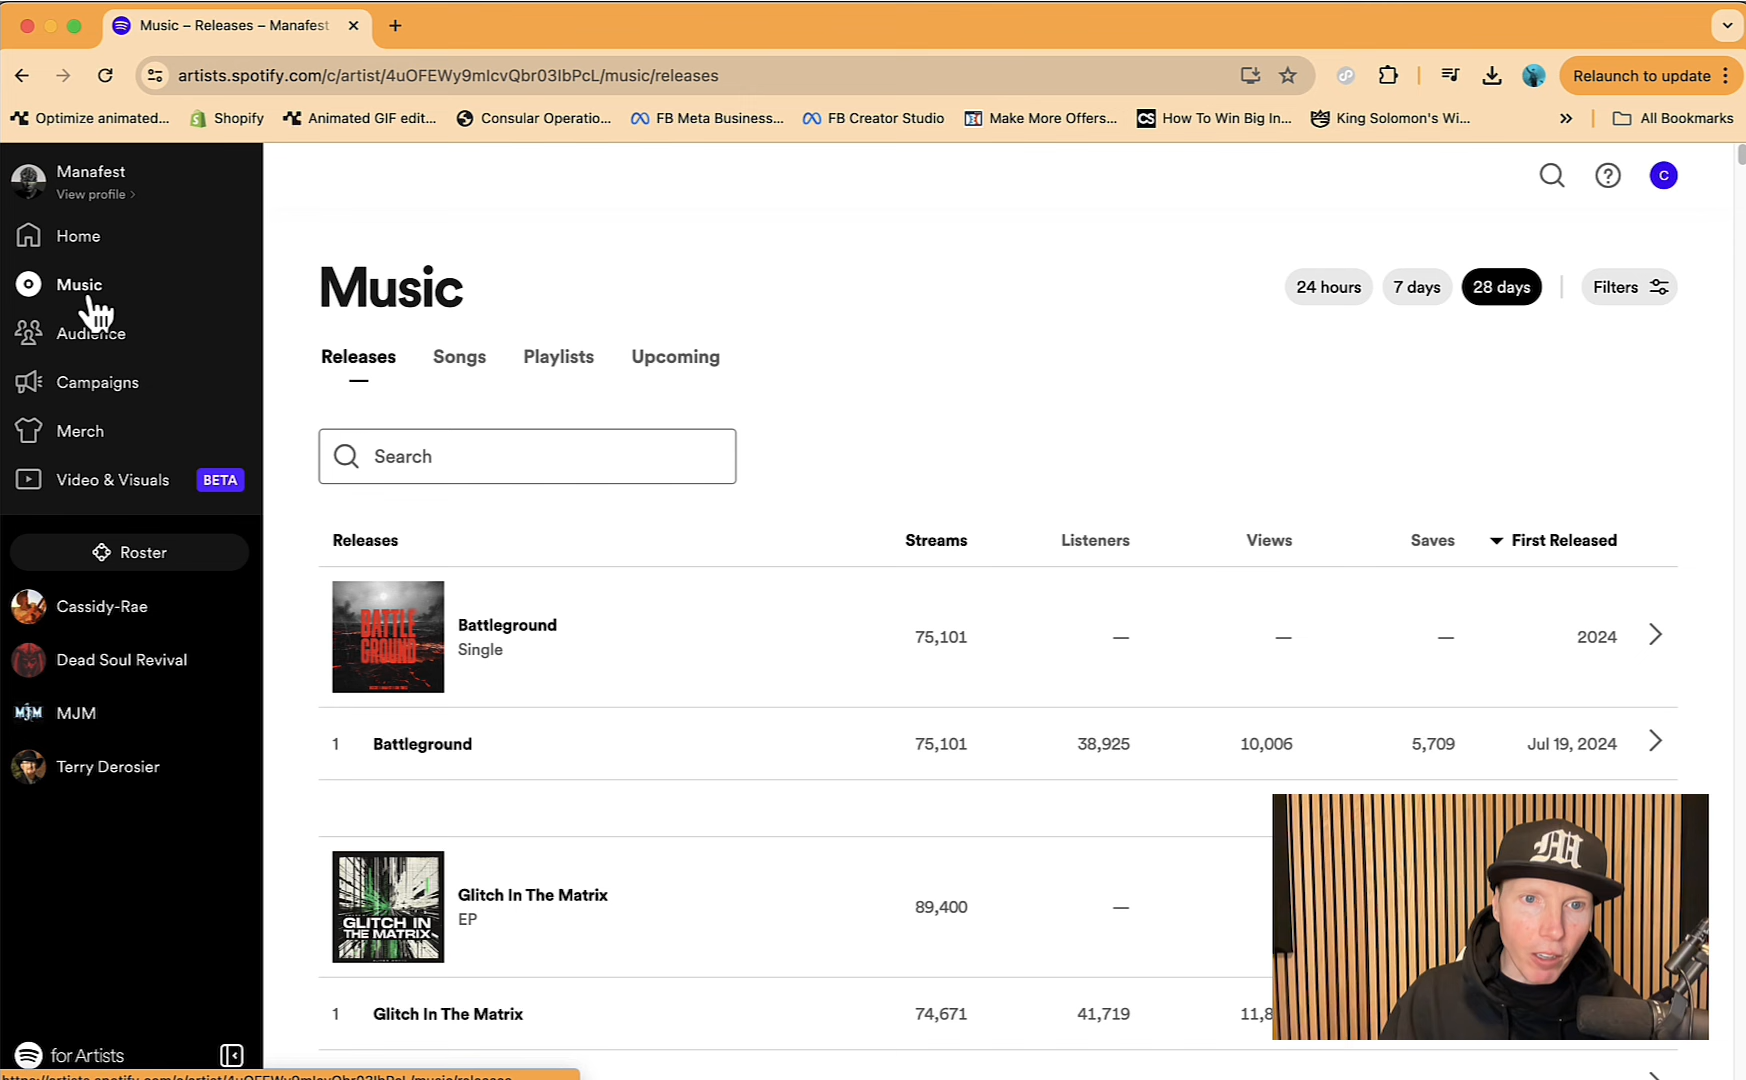 Music – Releases – Manafest
artists.spotify.com/c/artist/4uOFEWy9mIcvQbr03IbPcL/music/releases
Relaunch to update
Optimize animated...
Shopify
Animated GIF edit...
Consular Operatio...
FB Meta Business...
FB Creator Studio
Make More Offers...
CS
How To Win Big In...
King Solomon's Wi...
All Bookmarks
Manafest
View profile
Home
Music
Audience
Campaigns
Merch
Video & Visuals BETA
Roster
Cassidy-Rae
Dead Soul Revival
MJM MJM
Terry Derosier
for Artists
C
Music
24 hours 7 days 28 days Filters
Releases Songs Playlists Upcoming
Search
Releases Streams Listeners Views Saves First Released
BATTLE
GROUND
Battleground
Single
75,101 — — — 2024
1 Battleground 75,101 38,925 10,006 5,709 Jul 19, 2024
GLITCH IN
THE MATRIX
Glitch In The Matrix
EP
89,400 —
1 Glitch In The Matrix 74,671 41,719 11,8